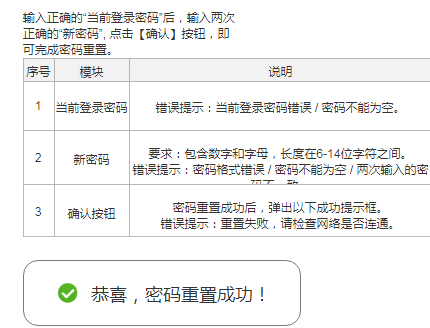 输入正确的“当前登录密码”后，输入两次
正确的“新密码”, 点击【确认】按钮，即
可完成密码重置。
序号 模块 说明
1 当前登录密码 错误提示：当前登录密码错误 / 密码不能为空。
2 新密码 要求：包含数字和字母，长度在6-14位字符之间。
错误提示：密码格式错误 / 密码不能为空 / 两次输入的密
3 确认按钮 密码重置成功后，弹出以下成功提示框。
错误提示：重置失败，请检查网络是否连通。
恭喜，密码重置成功！